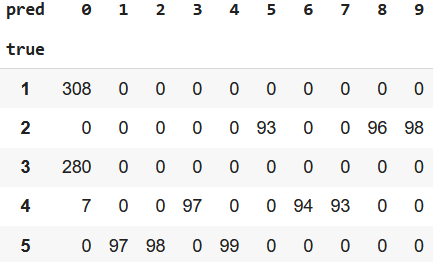 pred 0 1 2 3 4 5 6 7 8 9
true
1 308 0 0 0 0 0 0 0 0 0
2 0 0 0 0 0 93 0 0 96 98
3 280 0 0 0 0 0 0 0 0 0
4 7 0 0 97 0 0 94 93 0 0
5 0 97 98 0 99 0 0 0 0 0